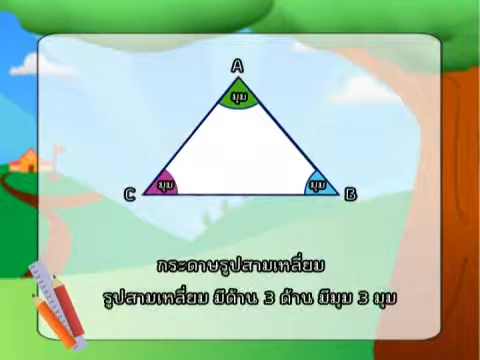 A
มุม
C มุม มุม B
กระดาษรูปสามเหลี่ยม
รูปสามเหลี่ยม มีด้าน 3 ด้าน มีมุม 3 มุม